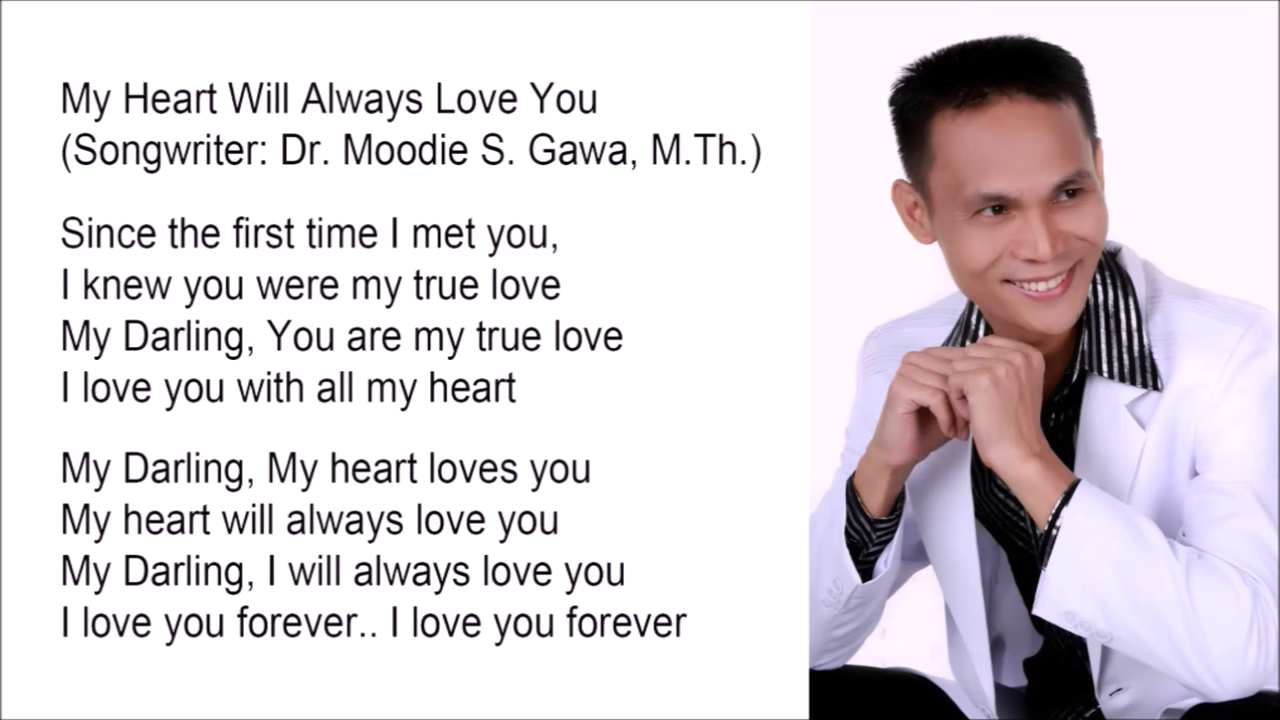 My Heart Will Always Love You
(Songwriter: Dr. Moodie S. Gawa, M.Th.)
Since the first time I met you,
I knew you were my true love
My Darling, You are my true love
I love you with all my heart
My Darling, My heart loves you
My heart will always love you
My Darling, I will always love you
I love you forever.. I love you forever